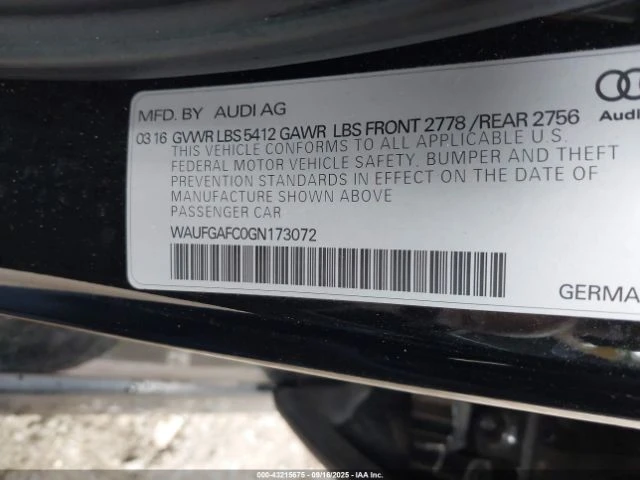 MFD. BY AUDI AG
Audi
03 16 GVWR LBS 5412 GAWR LBS FRONT 2778 /REAR 2756
THIS VEHICLE CONFORMS TO ALL APPLICABLE U.S.
FEDERAL MOTOR VEHICLE SAFETY, BUMPER AND THEFT
PREVENTION STANDARDS IN EFFECT ON THE DATE OF
MANUFACTURE SHOWN ABOVE
PASSENGER CAR
WAUFGAFC0GN173072
GERMA
000-43215675 - 09/16/2025 - IAA Inc.